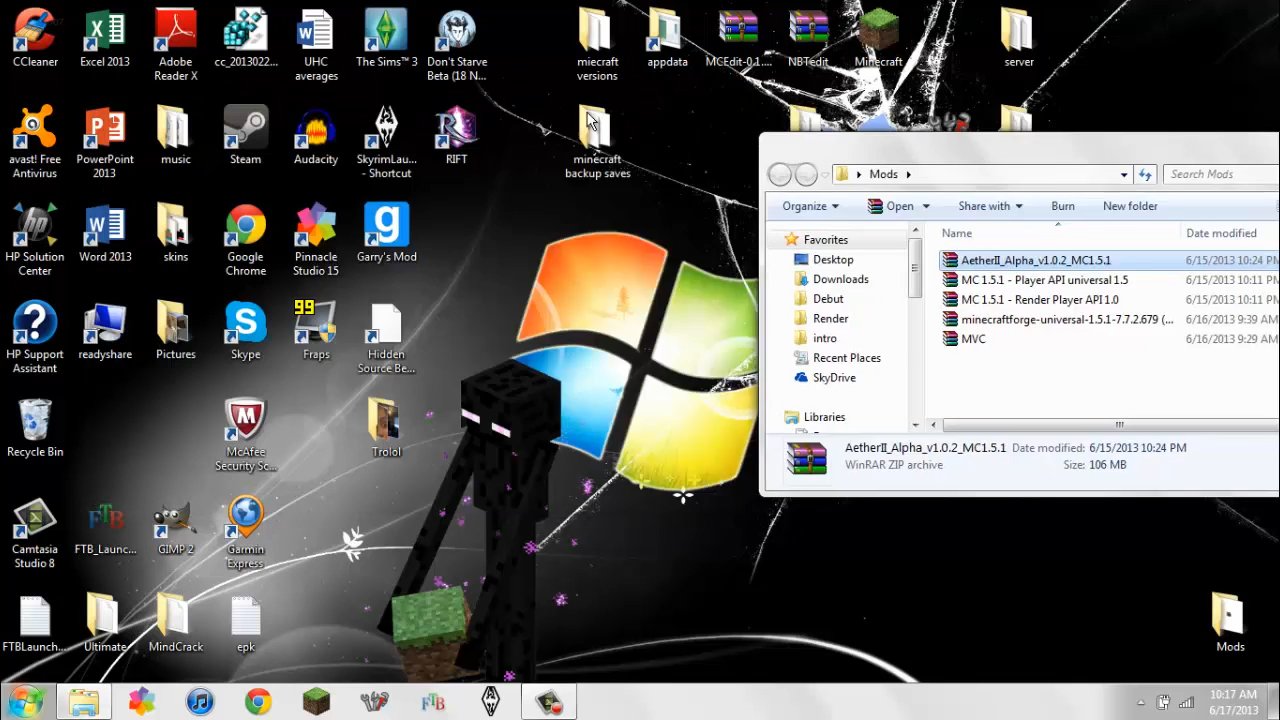 CCleaner
Excel 2013
Adobe
Reader X
cc_2013022...
UHC
averages
The Sims™ 3
Don't Starve
Beta (18 N...
miecraft
versions
appdata
MCEdit-0.1....
NBTedit
Minecraft
server
avast! Free
Antivirus
PowerPoint
2013
music
Steam
Audacity
SkyrimLau...
- Shortcut
RIFT
minecraft
backup saves
HP Solution
Center
Word 2013
skins
Google
Chrome
Pinnacle
Studio 15
Garry's Mod
HP Support
Assistant
readyshare
Pictures
Skype
99
Fraps
Hidden
Source Be...
Recycle Bin
McAfee
Security Sc...
Trolol
Camtasia
Studio 8
FTB
FTB_Launc...
GIMP 2
Garmin
Express
FTBLaunch...
Ultimate
MindCrack
epk
Mods
Mods
Search Mods
Organize
Open
Share with
Burn
New folder
Name
Date modified
Favorites
Desktop
Downloads
Debut
Render
intro
Recent Places
SkyDrive
Libraries
AetherII_Alpha_v1.0.2_MC1.5.1
6/15/2013 10:24 PM
MC 1.5.1 - Player API universal 1.5
6/15/2013 10:11 PM
MC 1.5.1 - Render Player API 1.0
6/15/2013 10:11 PM
minecraftforge-universal-1.5.1-7.7.2.679 (...
6/16/2013 9:39 AM
MVC
6/16/2013 9:29 AM
AetherII_Alpha_v1.0.2_MC1.5.1
Date modified: 6/15/2013 10:24 PM
WinRAR ZIP archive
Size: 106 MB
FTB
10:17 AM
6/17/2013